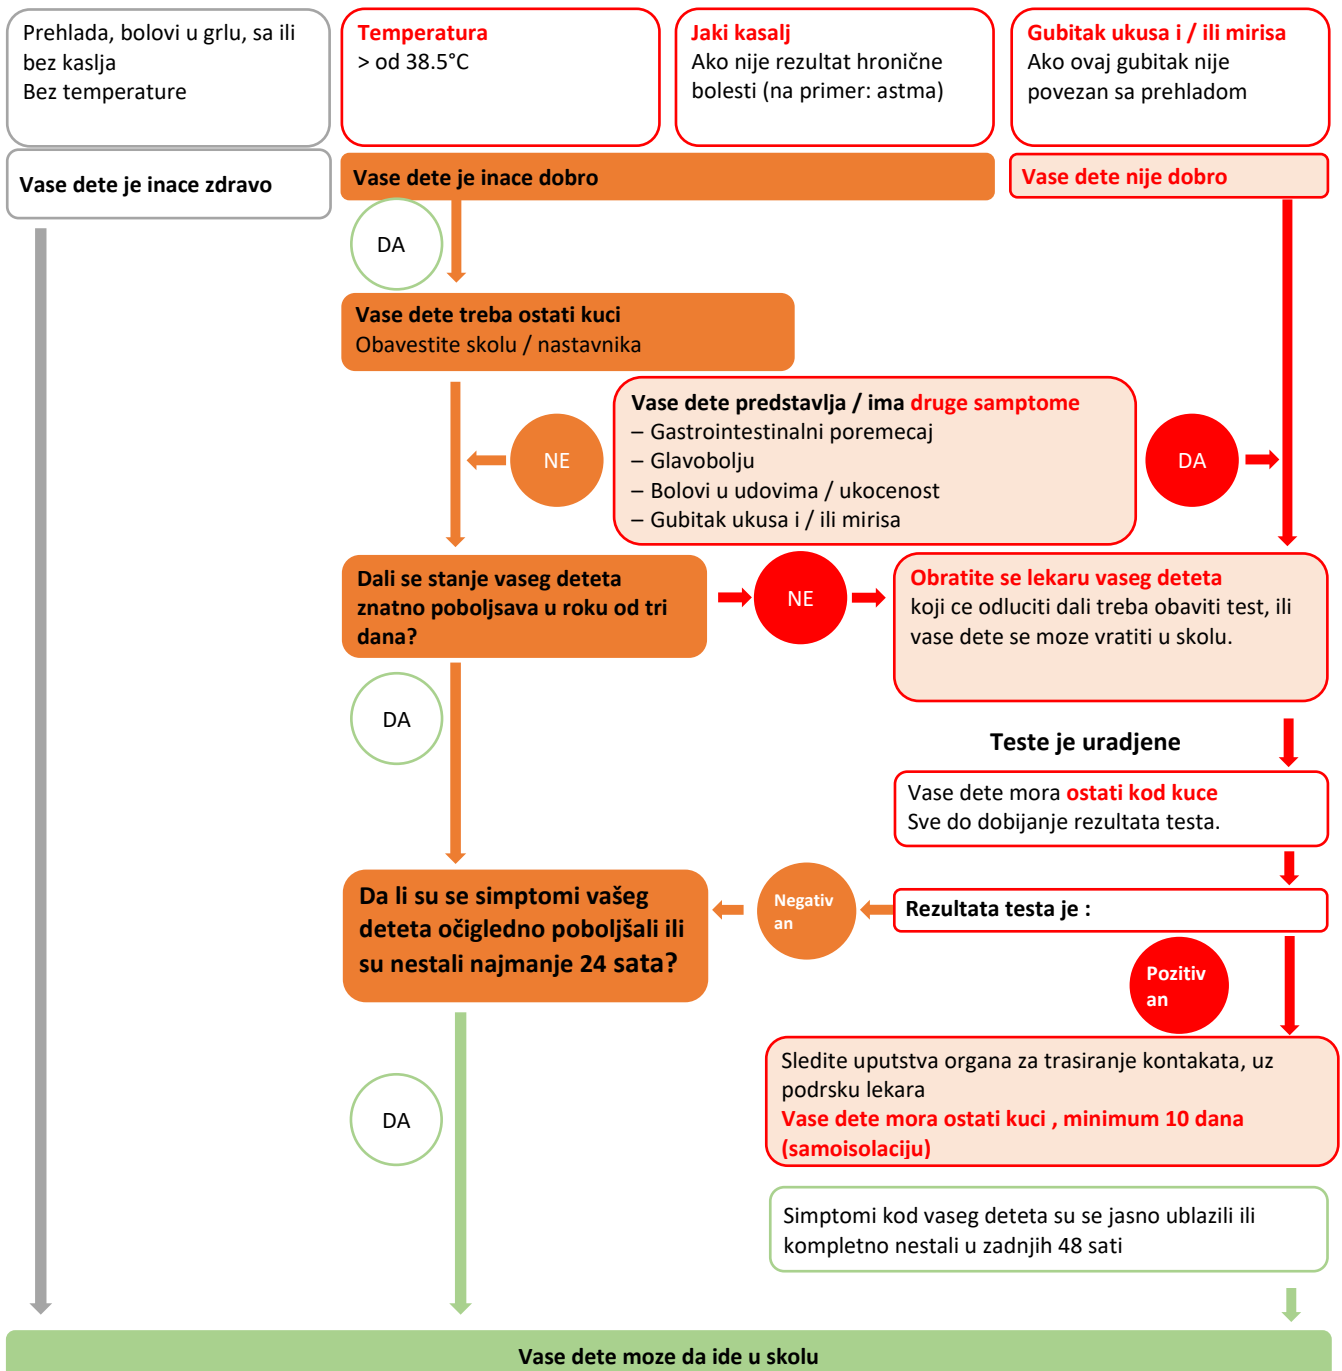 Prehlada, bolovi u grlu, sa ili
bez kaslja
Bez temperature
Temperatura
> od 38.5°C
Jaki kasalj
Ako nije rezultat hronične
bolesti (na primer: astma)
Gubitak ukusa i / ili mirisa
Ako ovaj gubitak nije
povezan sa prehladom
Vase dete je inace zdravo
Vase dete je inace dobro
Vase dete nije dobro
DA
Vase dete treba ostati kuci
Obavestite skolu / nastavnika
Vase dete predstavlja / ima druge samptome
– Gastrointestinalni poremecaj
– Glavobolju
– Bolovi u udovima / ukocenost
– Gubitak ukusa i / ili mirisa
NE
DA
Dali se stanje vaseg deteta
znatno poboljsava u roku od tri
dana?
NE
Obratite se lekaru vaseg deteta
koji ce odluciti dali treba obaviti test, ili
vase dete se moze vratiti u skolu.
DA
Teste je uradjene
Vase dete mora ostati kod kuce
Sve do dobijanje rezultata testa.
Da li su se simptomi vašeg
deteta očigledno poboljšali ili
su nestali najmanje 24 sata?
Negativ
an
Rezultata testa je :
Pozitiv
an
Sledite uputstva organa za trasiranje kontakata, uz
podrsku lekara
Vase dete mora ostati kuci , minimum 10 dana
(samoisolaciju)
DA
Simptomi kod vaseg deteta su se jasno ublazili ili
kompletno nestali u zadnjih 48 sati
Vase dete moze da ide u skolu